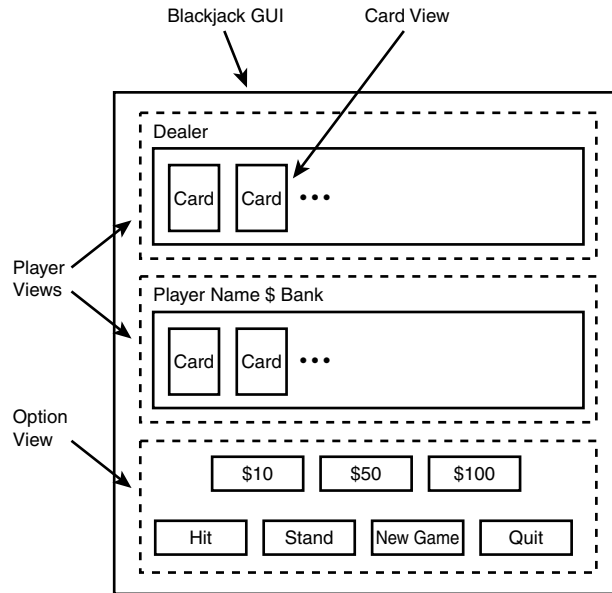 Blackjack GUI
Card View
Dealer
Card
Card
•••
Player
Views
Player Name $ Bank
Card
Card
•••
Option
View
$10
$50
$100
Hit
Stand
New Game
Quit